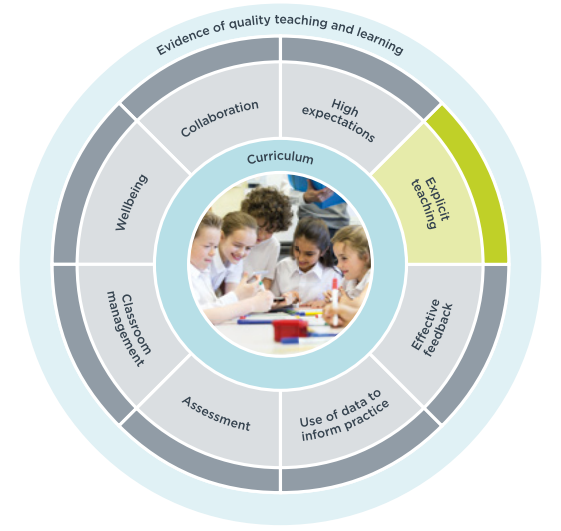 Evidence of quality teaching and learning
High
expectations
Explicit
teaching
Effective
feedback
Use of data to
inform practice
Assessment
Classroom
management
Wellbeing
Collaboration
Curriculum